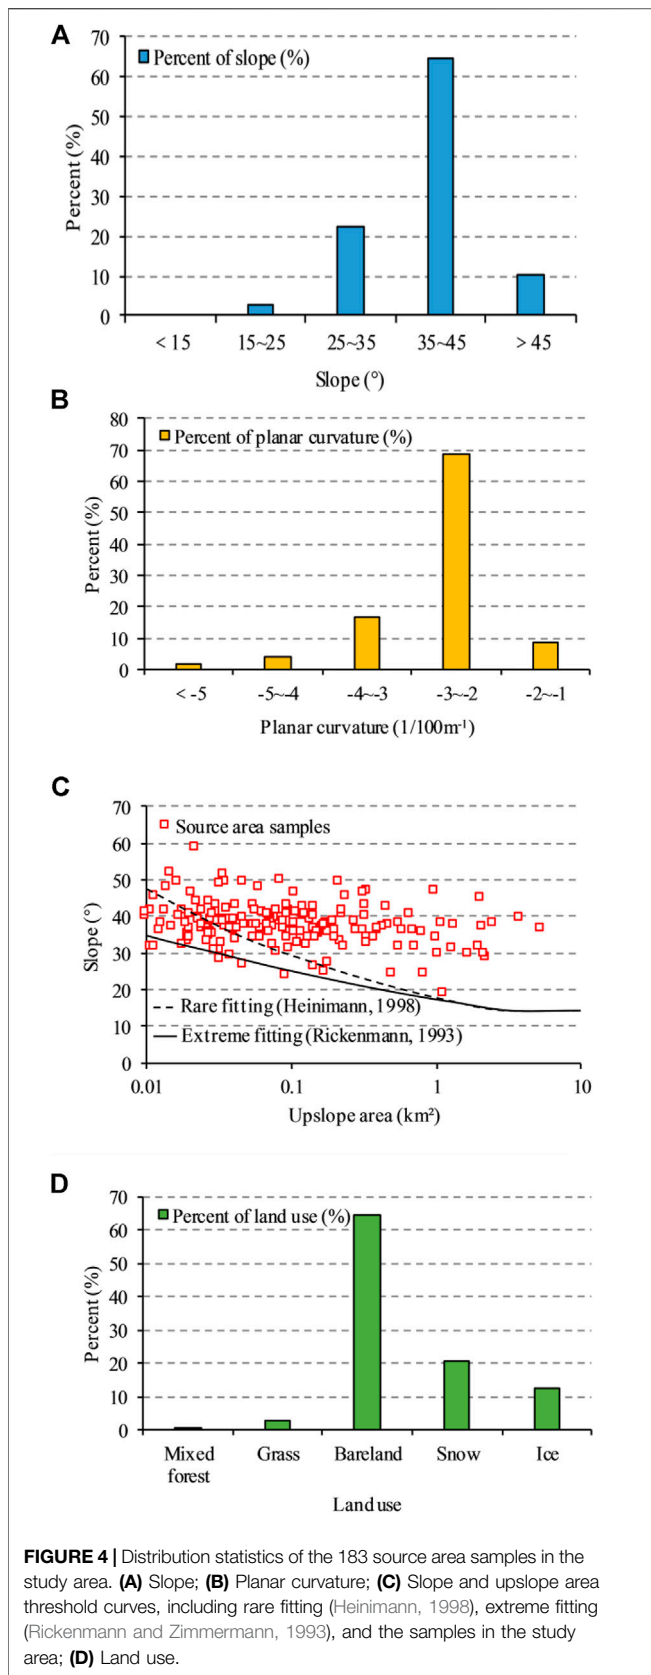 A
Percent of slope (%)
70
60
50
40
30
20
10
0
Percent (%)
< 15 15~25 25~35 35~45 > 45
Slope (°)
B
Percent of planar curvature (%)
80
70
60
50
40
30
20
10
0
Percent (%)
< -5 -5~-4 -4~-3 -3~-2 -2~-1
Planar curvature (1/100m⁻¹)
C
Source area samples
70
60
50
40
30
20
10
0
Slope (°)
Rare fitting (Heinimann, 1998)
Extreme fitting (Rickenmann, 1993)
0.01 0.1 1 10
Upslope area (km²)
D
Percent of land use (%)
70
60
50
40
30
20
10
0
Percent (%)
Mixed forest Grass Bareland Snow Ice
Land use
FIGURE 4 | Distribution statistics of the 183 source area samples in the
study area. (A) Slope; (B) Planar curvature; (C) Slope and upslope area
threshold curves, including rare fitting (Heinimann, 1998), extreme fitting
(Rickenmann and Zimmermann, 1993), and the samples in the study
area; (D) Land use.